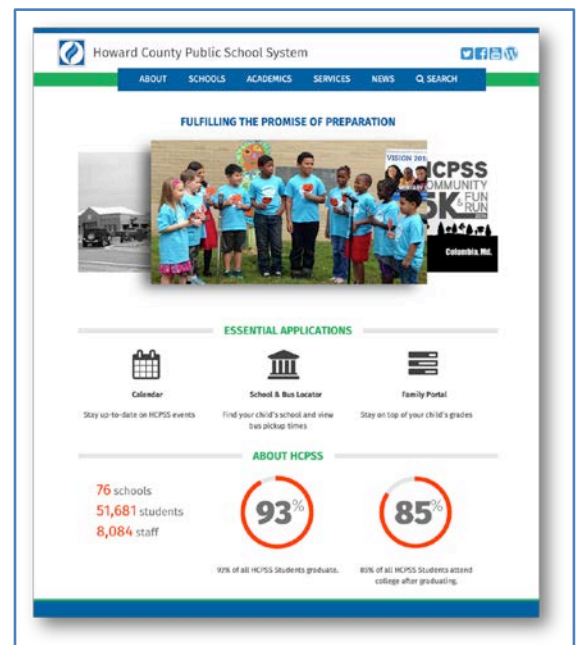 Howard County Public School System
ABOUT SCHOOLS ACADEMICS SERVICES NEWS SEARCH
FULFILLING THE PROMISE OF PREPARATION
VISION 201
HCPSS
COMMUNITY
5K & FUN RUN
Columbia, Md.
ESSENTIAL APPLICATIONS
Calendar School & Bus Locator Family Portal
Stay up-to-date on HCPSS events Find your child's school and view Stay on top of your child's grades
bus pickup times
ABOUT HCPSS
76 schools
51,681 students
8,084 staff
93%
85%
93% of all HCPSS Students graduate. 85% of all HCPSS Students attend
college after graduating.